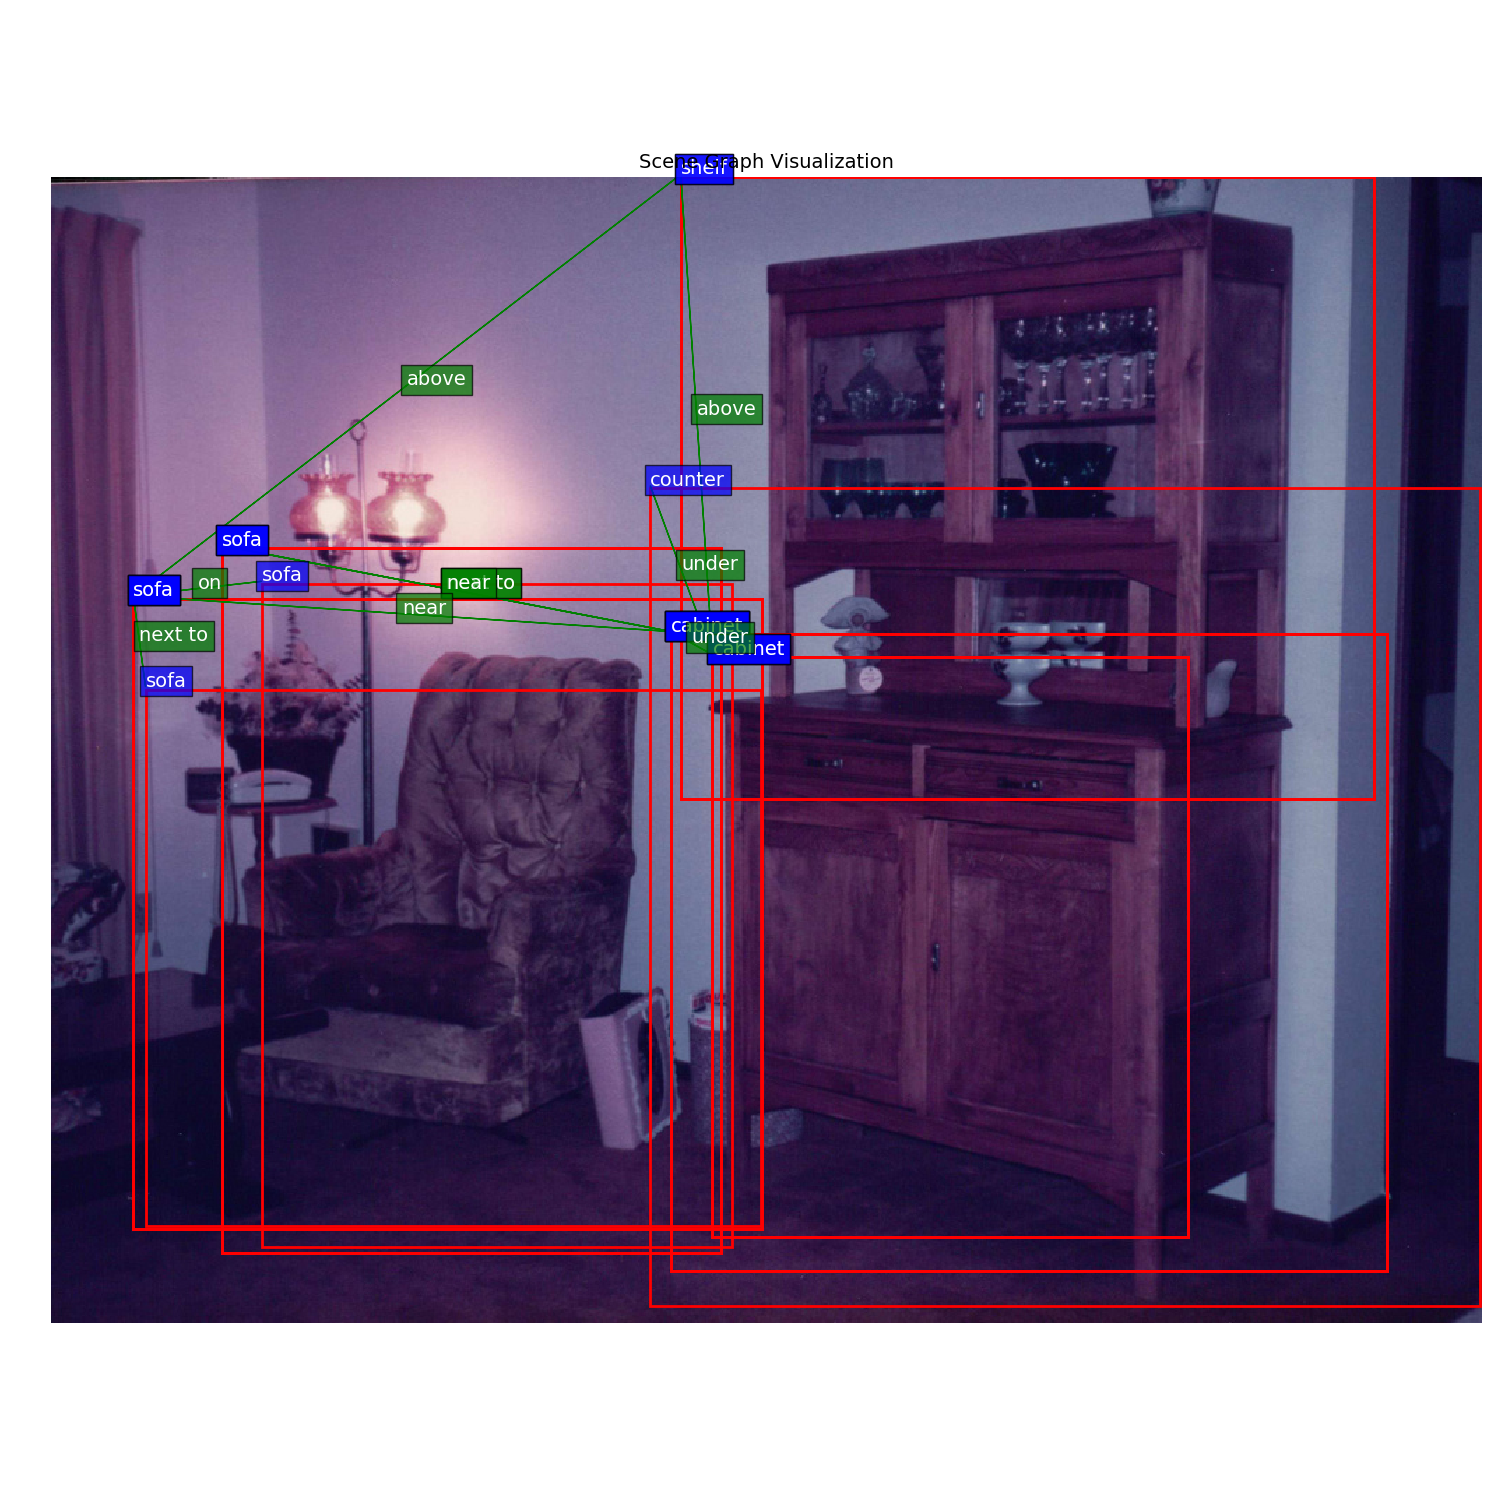 Scene Graph Visualization
shelf
above
above
counter
sofa
under
sofa
near to
on
sofa
near
cabinet
next to
under
cabinet
sofa